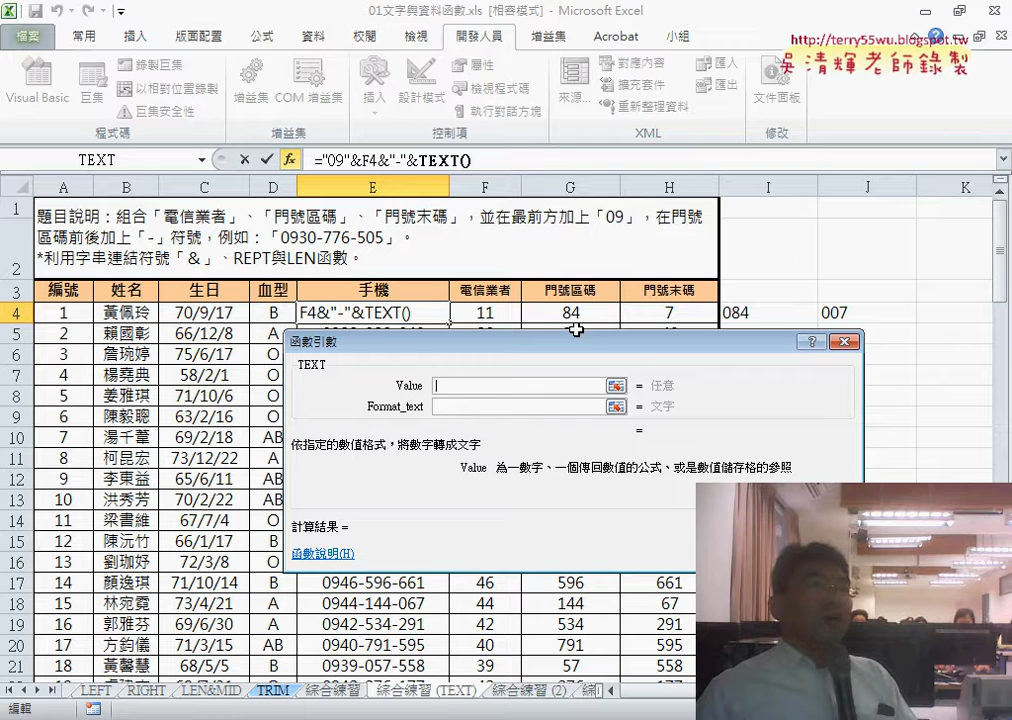 01文字與資料函數.xls [相容模式] - Microsoft Excel
檔案 常用 插入 版面配置 公式 資料 校閱 檢視 開發人員 增益集 Acrobat 小組
http://terry55wu.blogspot.tw
吳清輝老師錄製
Visual Basic 巨集 錄製巨集 以相對位置錄製 巨集安全性 程式碼
增益集 COM 增益集 增益集
插入 設計模式 屬性 檢視程式碼 執行對話方塊 控制項
來源... 對應內容 擴充套件 重新整理資料 匯入 匯出 XML
文件面板 修改
TEXT fx ="09"&F4&"-"&TEXT()
A B C D E F G H I J K
1 題目說明：組合「電信業者」、「門號區碼」、「門號末碼」，並在最前方加上「09」，在門號
區碼前後加上「-」符號，例如：「0930-776-505」。
2 *利用字串連結符號「&」、REPT與LEN函數。
3 編號 姓名 生日 血型 手機 電信業者 門號區碼 門號末碼
4 1 黃佩玲 70/9/17 B F4&"-"&TEXT() 11 84 7 084 007
5 2 賴國彰 66/12/8 A
6 3 詹琬婷 75/6/17 O
7 4 楊堯典 58/2/1 O
8 5 姜雅琪 71/10/6 O
9 6 陳毅聰 63/2/16 O
10 7 湯千葦 69/2/18 AB
11 8 柯昆宏 73/12/22 A
12 9 李東益 65/6/11 AB
13 10 洪秀芳 70/2/22 AB
14 11 梁書維 67/7/4 O
15 12 陳沅竹 66/1/17 B
16 13 劉珈妤 72/3/8 O
17 14 顏逸琪 71/10/14 B 0946-596-661 46 596 661
18 15 林宛霓 73/4/21 A 0944-144-067 44 144 67
19 16 郭雅芬 69/6/30 A 0942-534-291 42 534 291
20 17 方鈞儀 71/3/15 AB 0940-791-595 40 791 595
21 18 黃馨慧 68/5/5 B 0939-057-558 39 57 558
函數引數
TEXT
Value = 任意
Format_text = 文字
=
依指定的數值格式，將數字轉成文字
Value 為一數字、一個傳回數值的公式、或是數值儲存格的參照
計算結果 =
函數說明(H)
LEFT RIGHT LEN&MID TRIM 綜合練習 綜合練習 (TEXT) 綜合練習 (2)
編輯